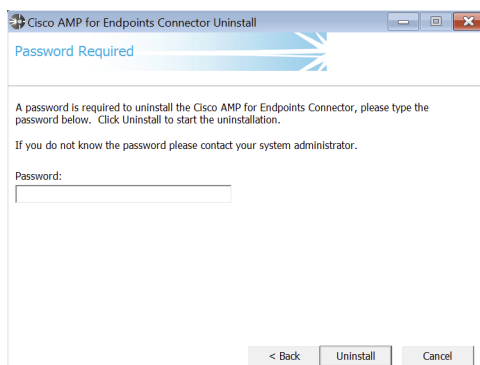 Cisco AMP for Endpoints Connector Uninstall
Password Required
A password is required to uninstall the Cisco AMP for Endpoints Connector, please type the
password below. Click Uninstall to start the uninstallation.
If you do not know the password please contact your system administrator.
Password:
< Back Uninstall Cancel